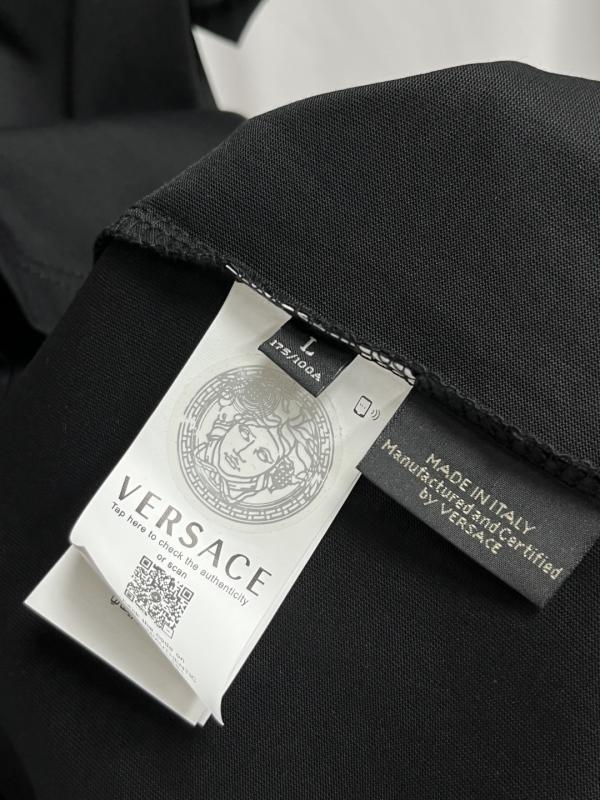 L
175/100A
VERSACE
Tap here to check the authenticity
or scan
MADE IN ITALY
Manufactured and Certified
by VERSACE